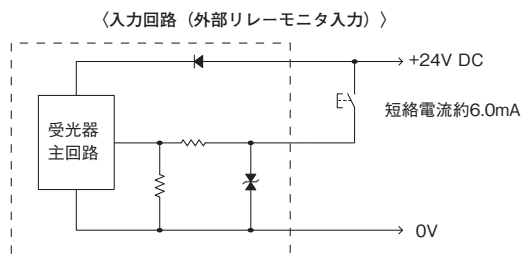 〈入力回路（外部リレーモニタ入力）〉
+24V DC
短絡電流約6.0mA
受光器
主回路
0V